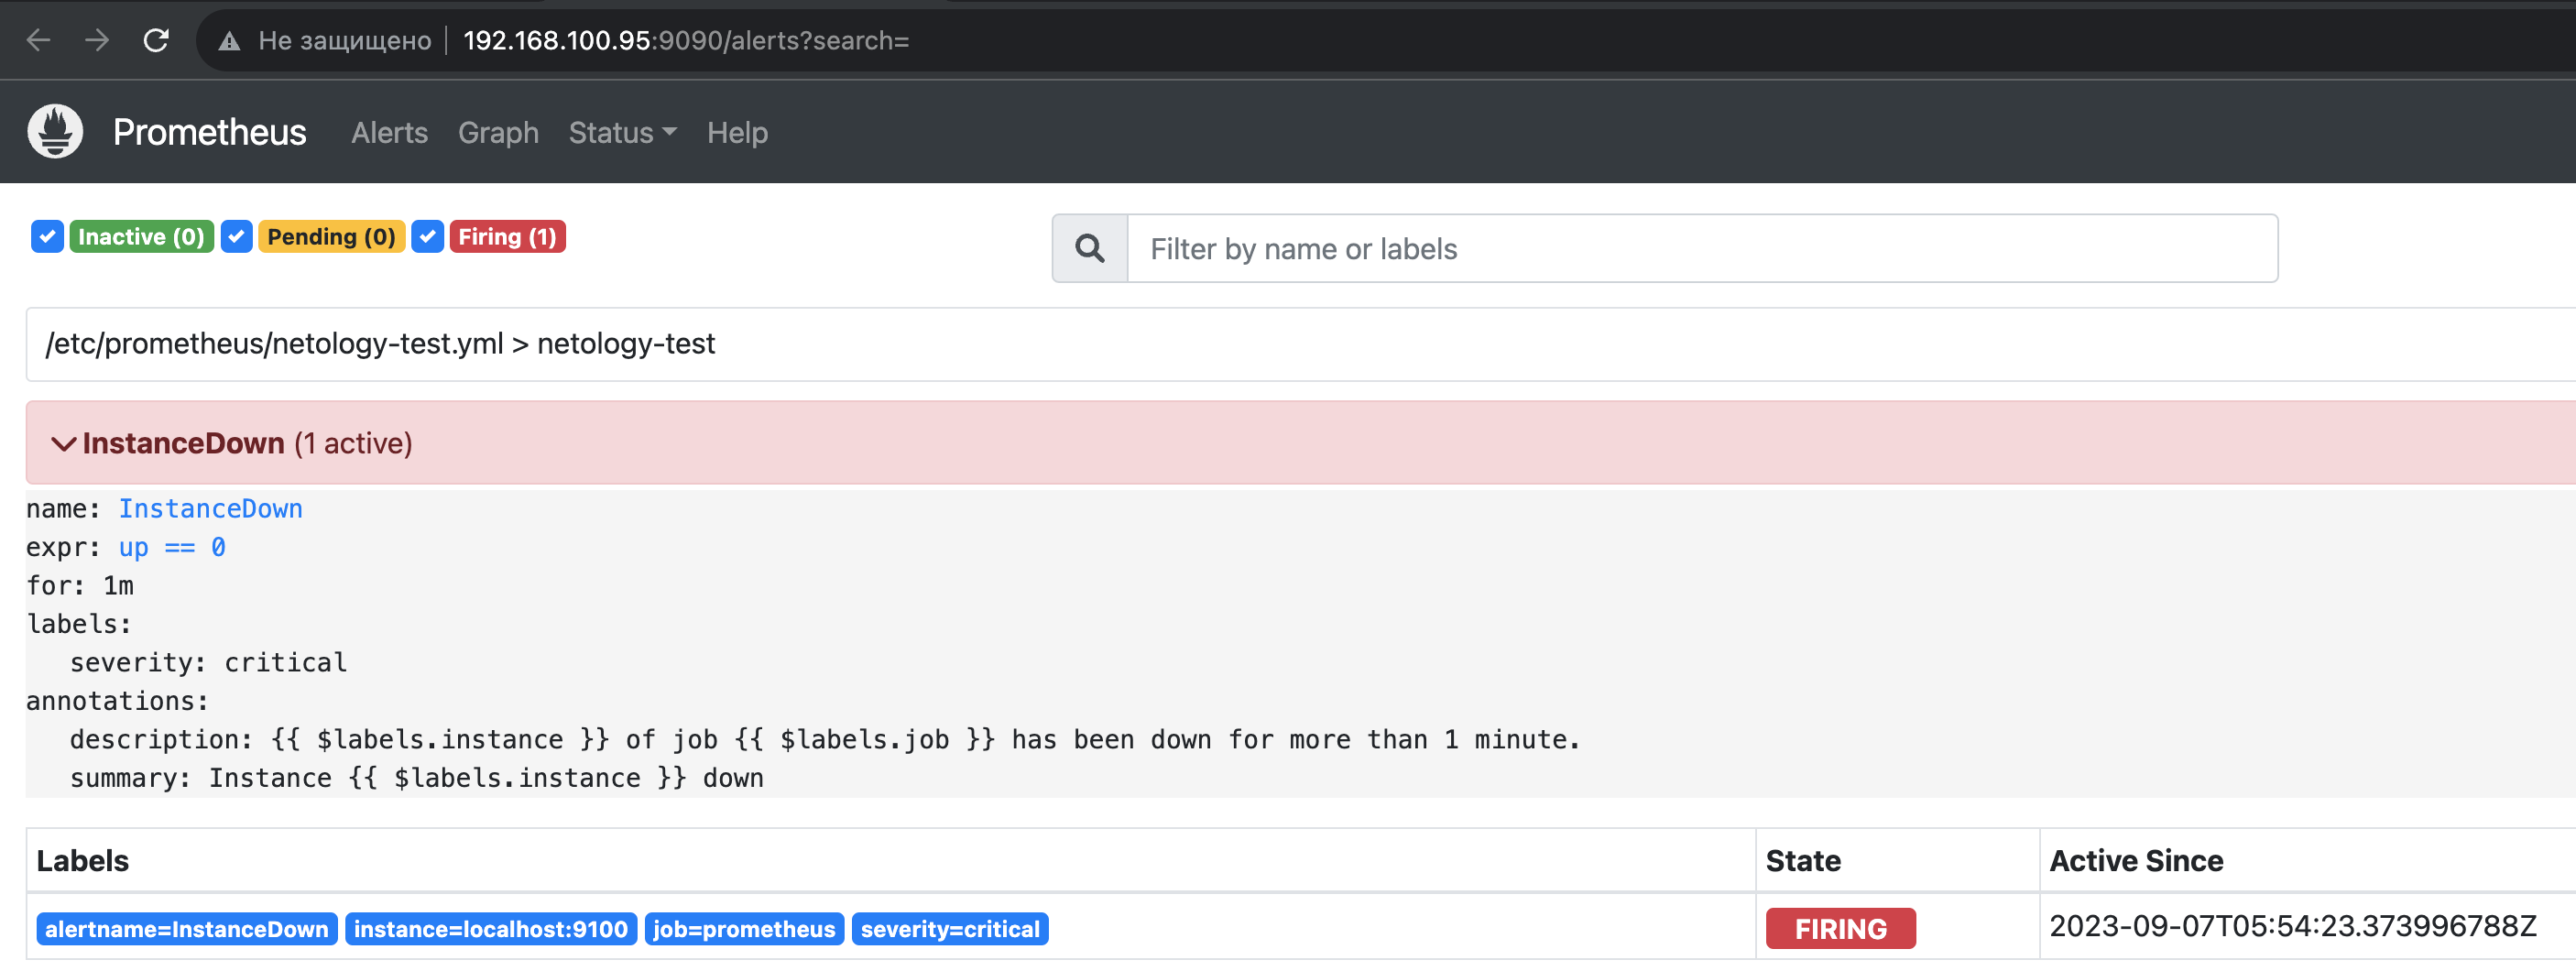 Не защищено 192.168.100.95:9090/alerts?search=
Prometheus Alerts Graph Status Help
Inactive (0) Pending (0) Firing (1) Filter by name or labels
/etc/prometheus/netology-test.yml > netology-test
InstanceDown (1 active)
name: InstanceDown
expr: up == 0
for: 1m
labels:
severity: critical
annotations:
description: {{ $labels.instance }} of job {{ $labels.job }} has been down for more than 1 minute.
summary: Instance {{ $labels.instance }} down
Labels State Active Since
alertname=InstanceDown instance=localhost:9100 job=prometheus severity=critical FIRING 2023-09-07T05:54:23.373996788Z